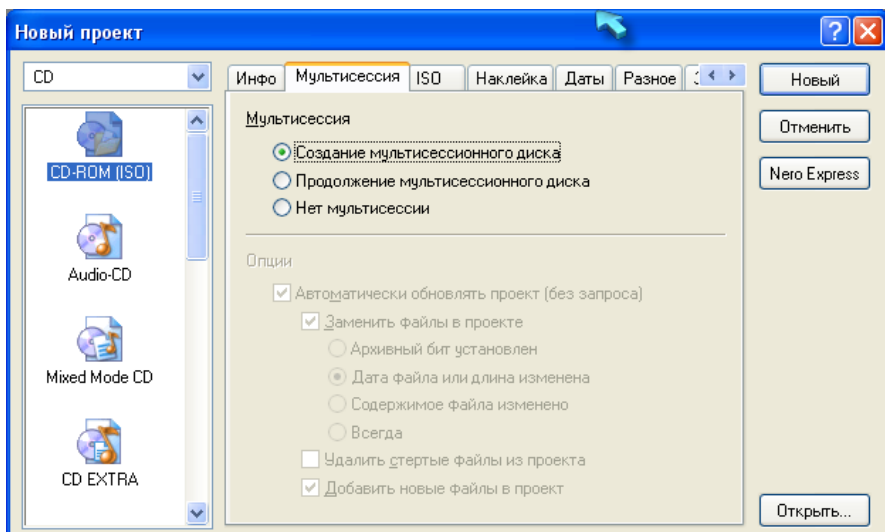 Новый проект
CD
CD-ROM (ISO)
Audio-CD
Mixed Mode CD
CD EXTRA
Инфо Мультисессия ISO Наклейка Даты Разное
Мультисессия
Создание мультисессионного диска
Продолжение мультисессионного диска
Нет мультисессии
Опции
Автоматически обновлять проект (без запроса)
Заменить файлы в проекте
Архивный бит установлен
Дата файла или длина изменена
Содержимое файла изменено
Всегда
Удалить стертые файлы из проекта
Добавить новые файлы в проект
Новый
Отменить
Nero Express
Открыть...